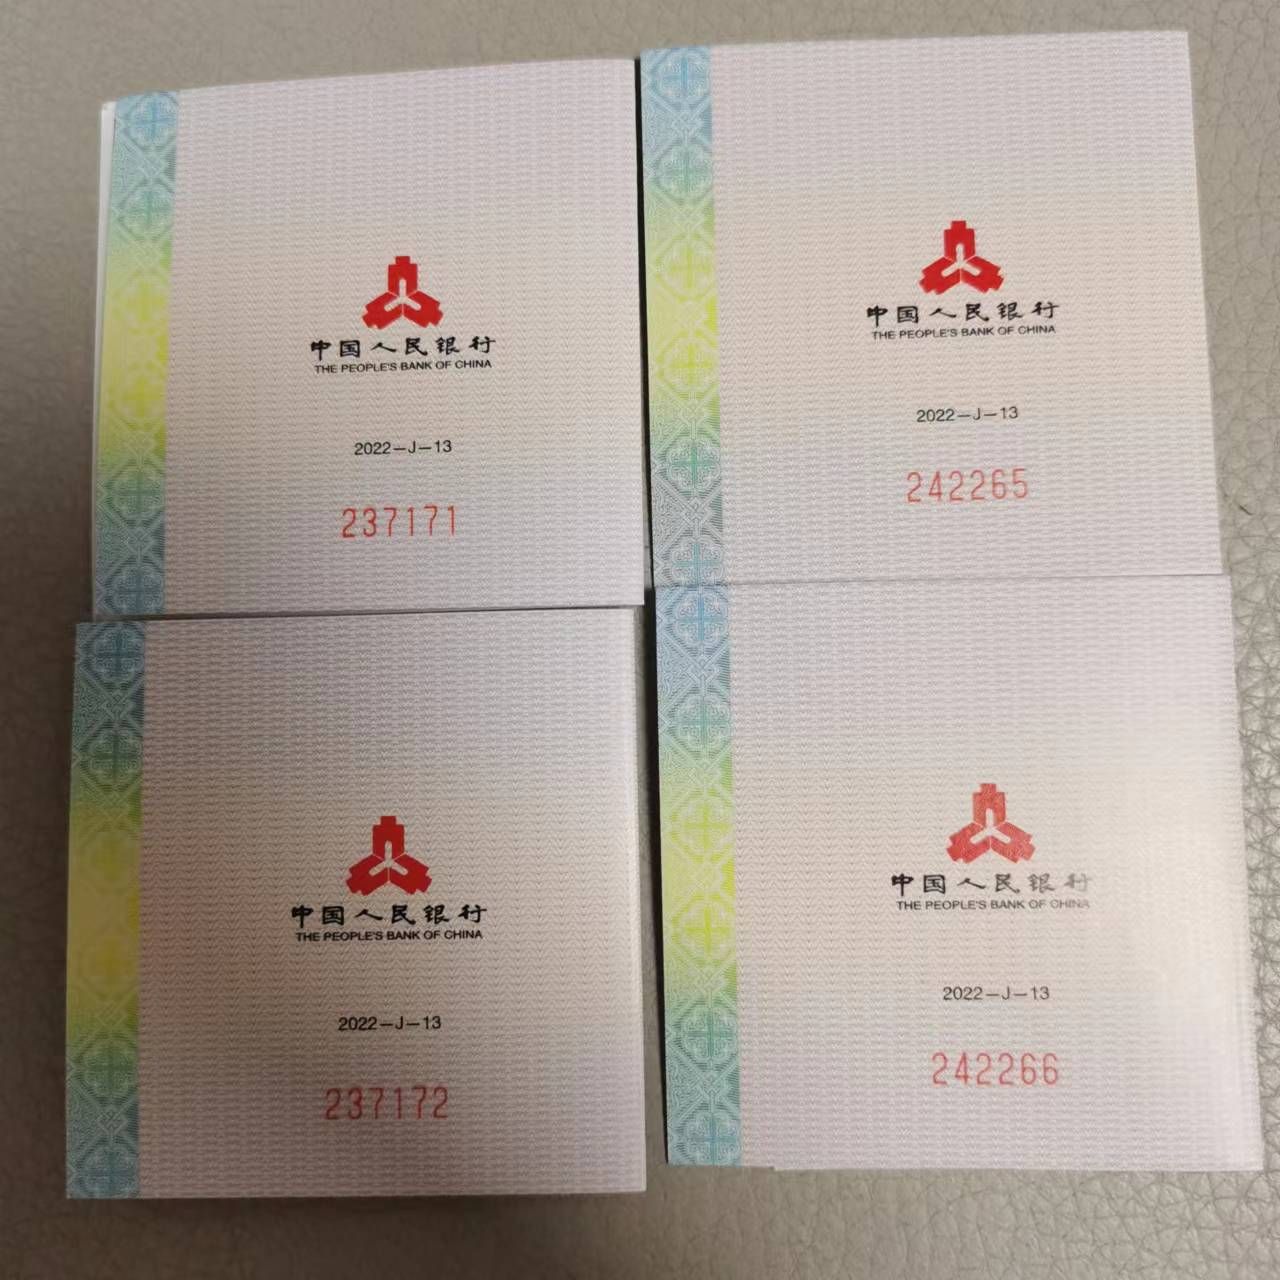 中国人民银行
THE PEOPLE'S BANK OF CHINA
2022-J-13
237171
中国人民银行
THE PEOPLE'S BANK OF CHINA
2022-J-13
242265
中国人民银行
THE PEOPLE'S BANK OF CHINA
2022-J-13
237172
中国人民银行
THE PEOPLE'S BANK OF CHINA
2022-J-13
242266